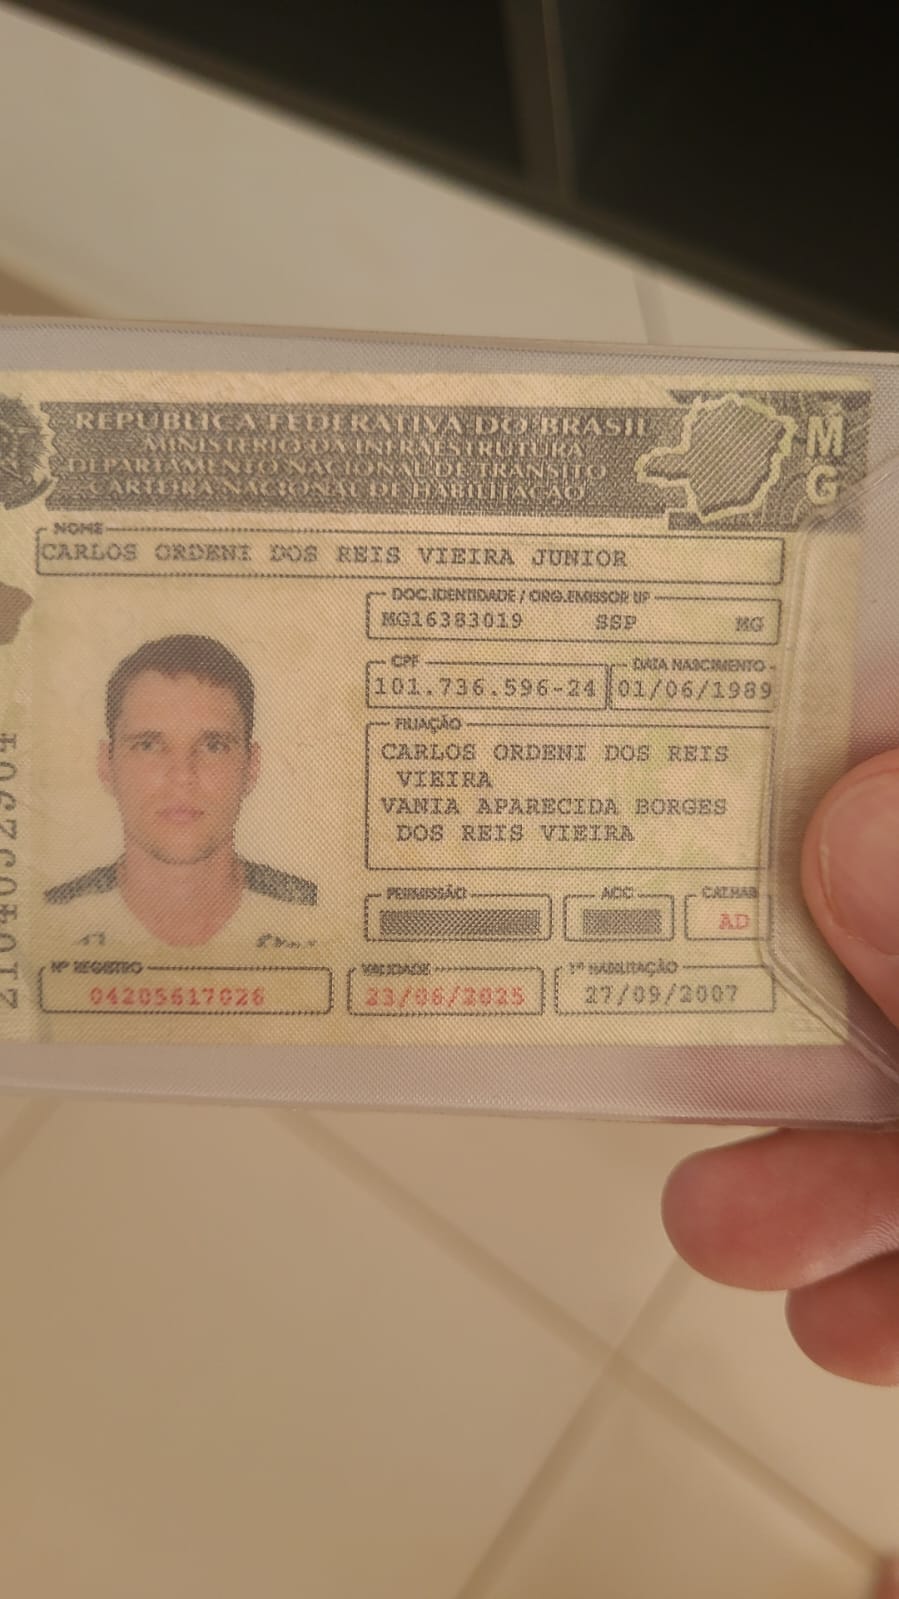 REPÚBLICA FEDERATIVA DO BRASIL
MINISTÉRIO DA INFRAESTRUTURA
DEPARTAMENTO NACIONAL DE TRÂNSITO
CARTEIRA NACIONAL DE HABILITAÇÃO
MG
NOME
CARLOS ORDENI DOS REIS VIEIRA JUNIOR
DOC.IDENTIDADE / ORG.EMISSOR UF
MG16383019 SSP MG
CPF DATA NASCIMENTO
101.736.596-24 01/06/1989
FILIAÇÃO
CARLOS ORDENI DOS REIS
VIEIRA
VANIA APARECIDA BORGES
DOS REIS VIEIRA
PERMISSÃO ACC CAT.HAB
AD
Nº REGISTRO VALIDADE 1ª HABILITAÇÃO
04205617026 23/06/2025 27/09/2007